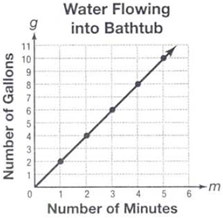 Water Flowing
into Bathtub
g
Number of Gallons
11
10
9
8
7
6
5
4
3
2
1
0 1 2 3 4 5 6
m
Number of Minutes